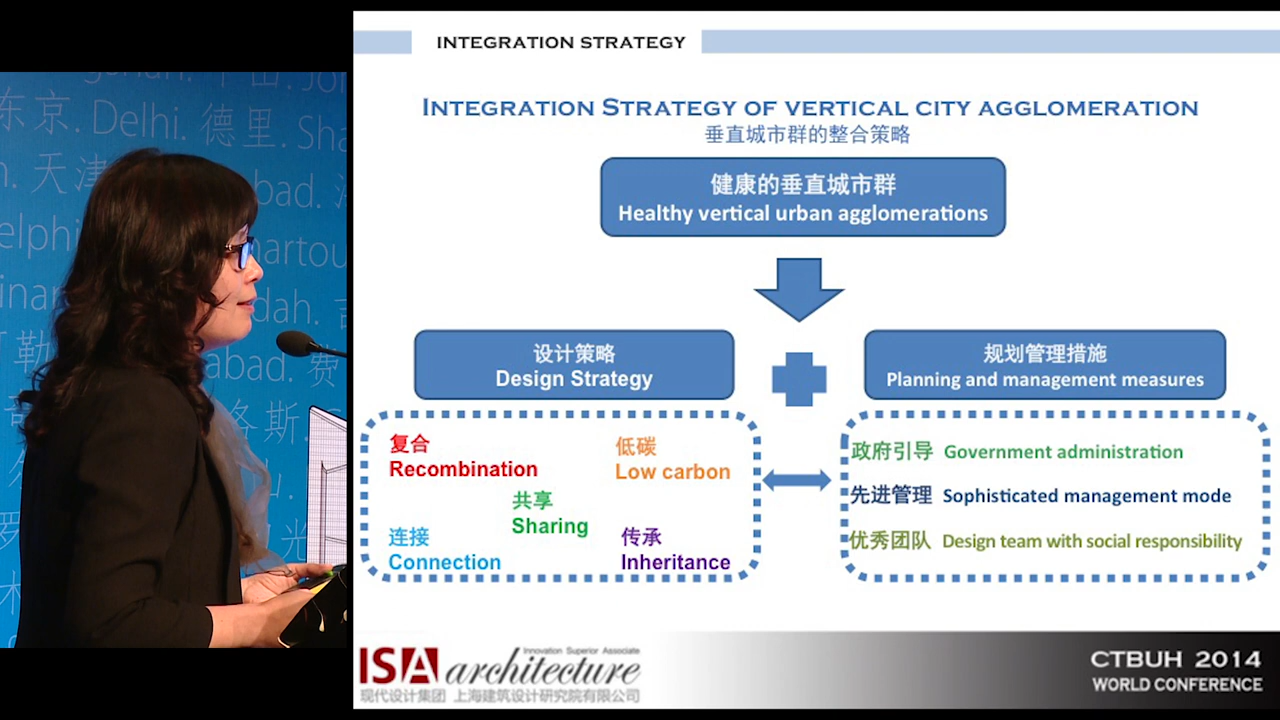 东京. Delhi. 德里. Sha
天津
INTEGRATION STRATEGY
INTEGRATION STRATEGY OF VERTICAL CITY AGGLOMERATION
垂直城市群的整合策略
健康的垂直城市群
Healthy vertical urban agglomerations
设计策略
Design Strategy
规划管理措施
Planning and management measures
复合
Recombination
低碳
Low carbon
共享
Sharing
连接
Connection
传承
Inheritance
政府引导 Government administration
先进管理 Sophisticated management mode
优秀团队 Design team with social responsibility
Innovation Superior Associate
ISA architecture
现代设计集团 上海建筑设计研究院有限公司
CTBUH 2014
WORLD CONFERENCE